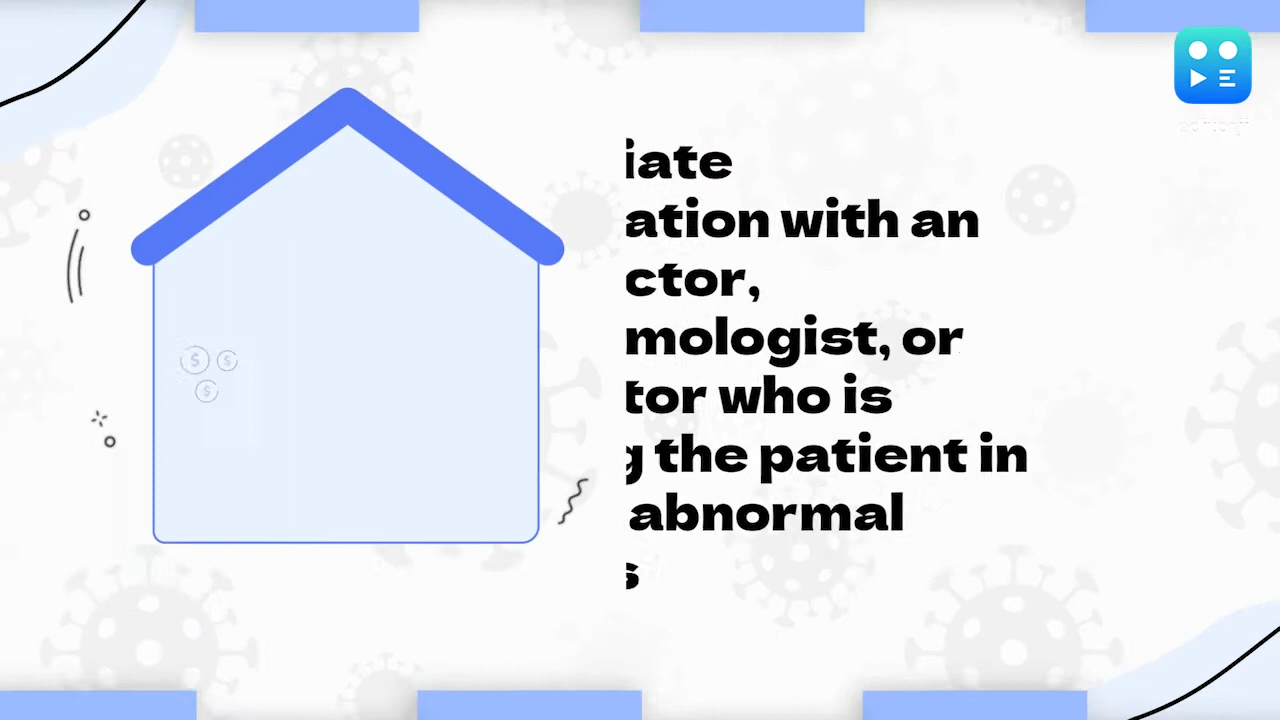 iate
ation with an
ctor,
mologist, or
tor who is
g the patient in
abnormal
s
$ $
$